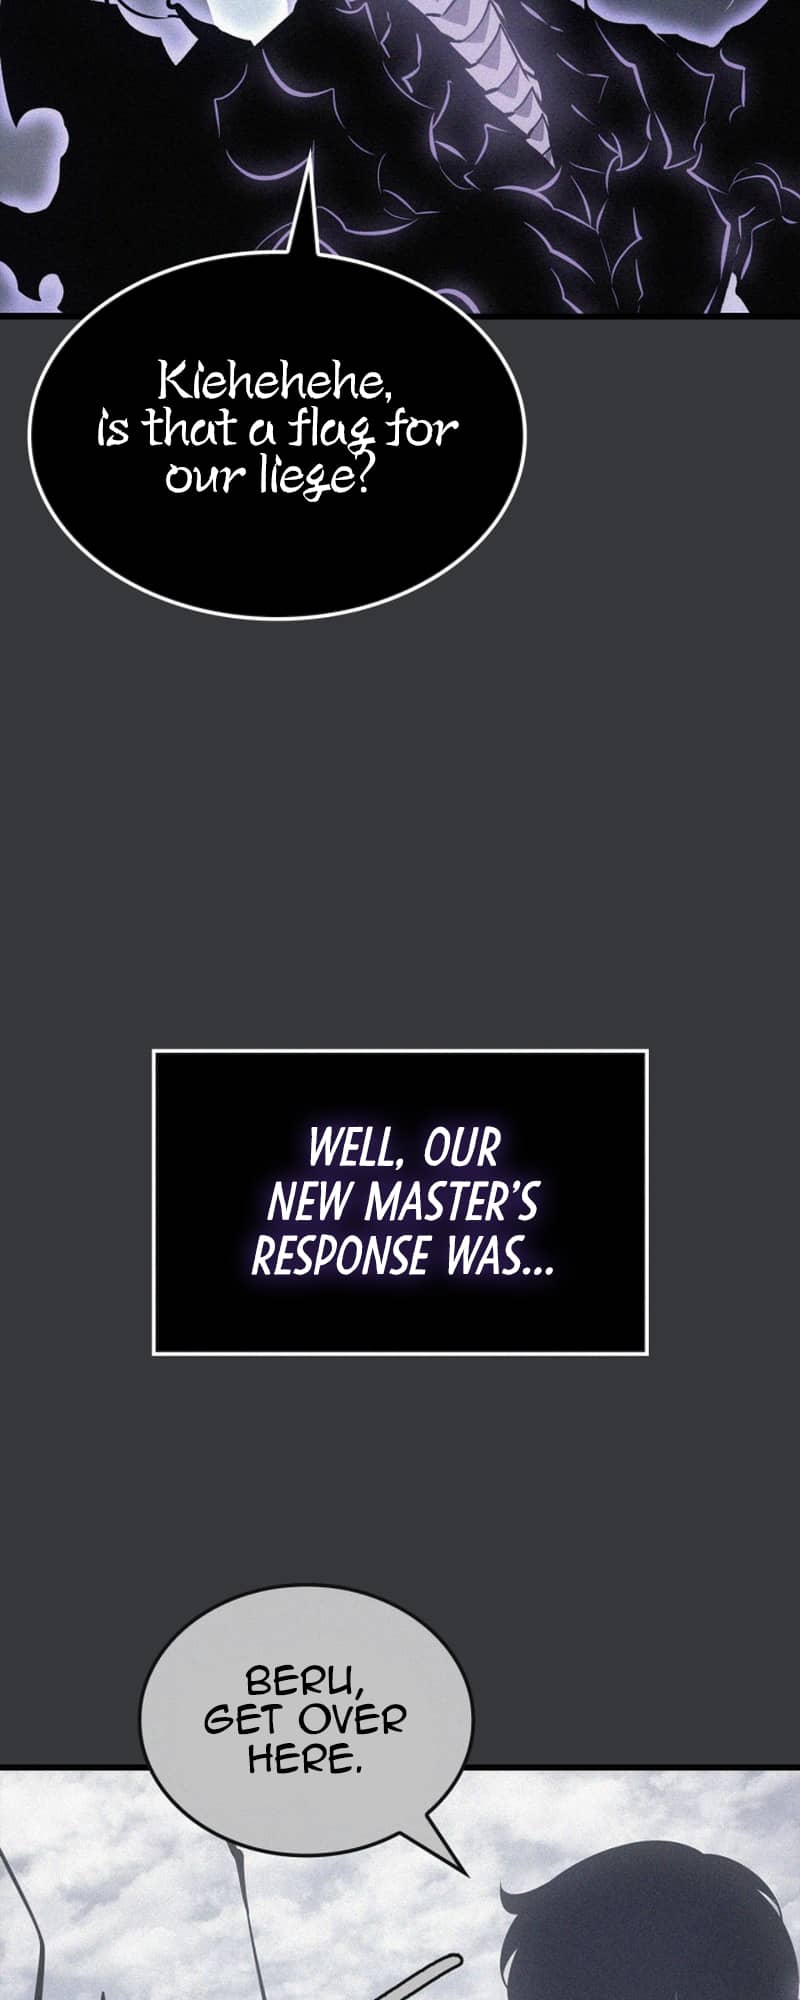 Kiehehehe,
is that a flag for
our liege?
WELL, OUR
NEW MASTER'S
RESPONSE WAS...
BERU,
GET OVER
HERE.